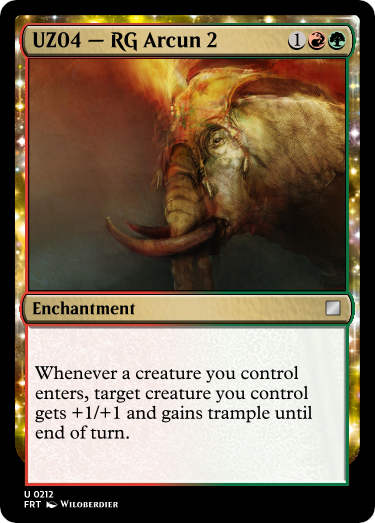 UZ04 — RG Arcun 2 1
Enchantment
Whenever a creature you control
enters, target creature you control
gets +1/+1 and gains trample until
end of turn.
U 0212
FRT Wiloberdier